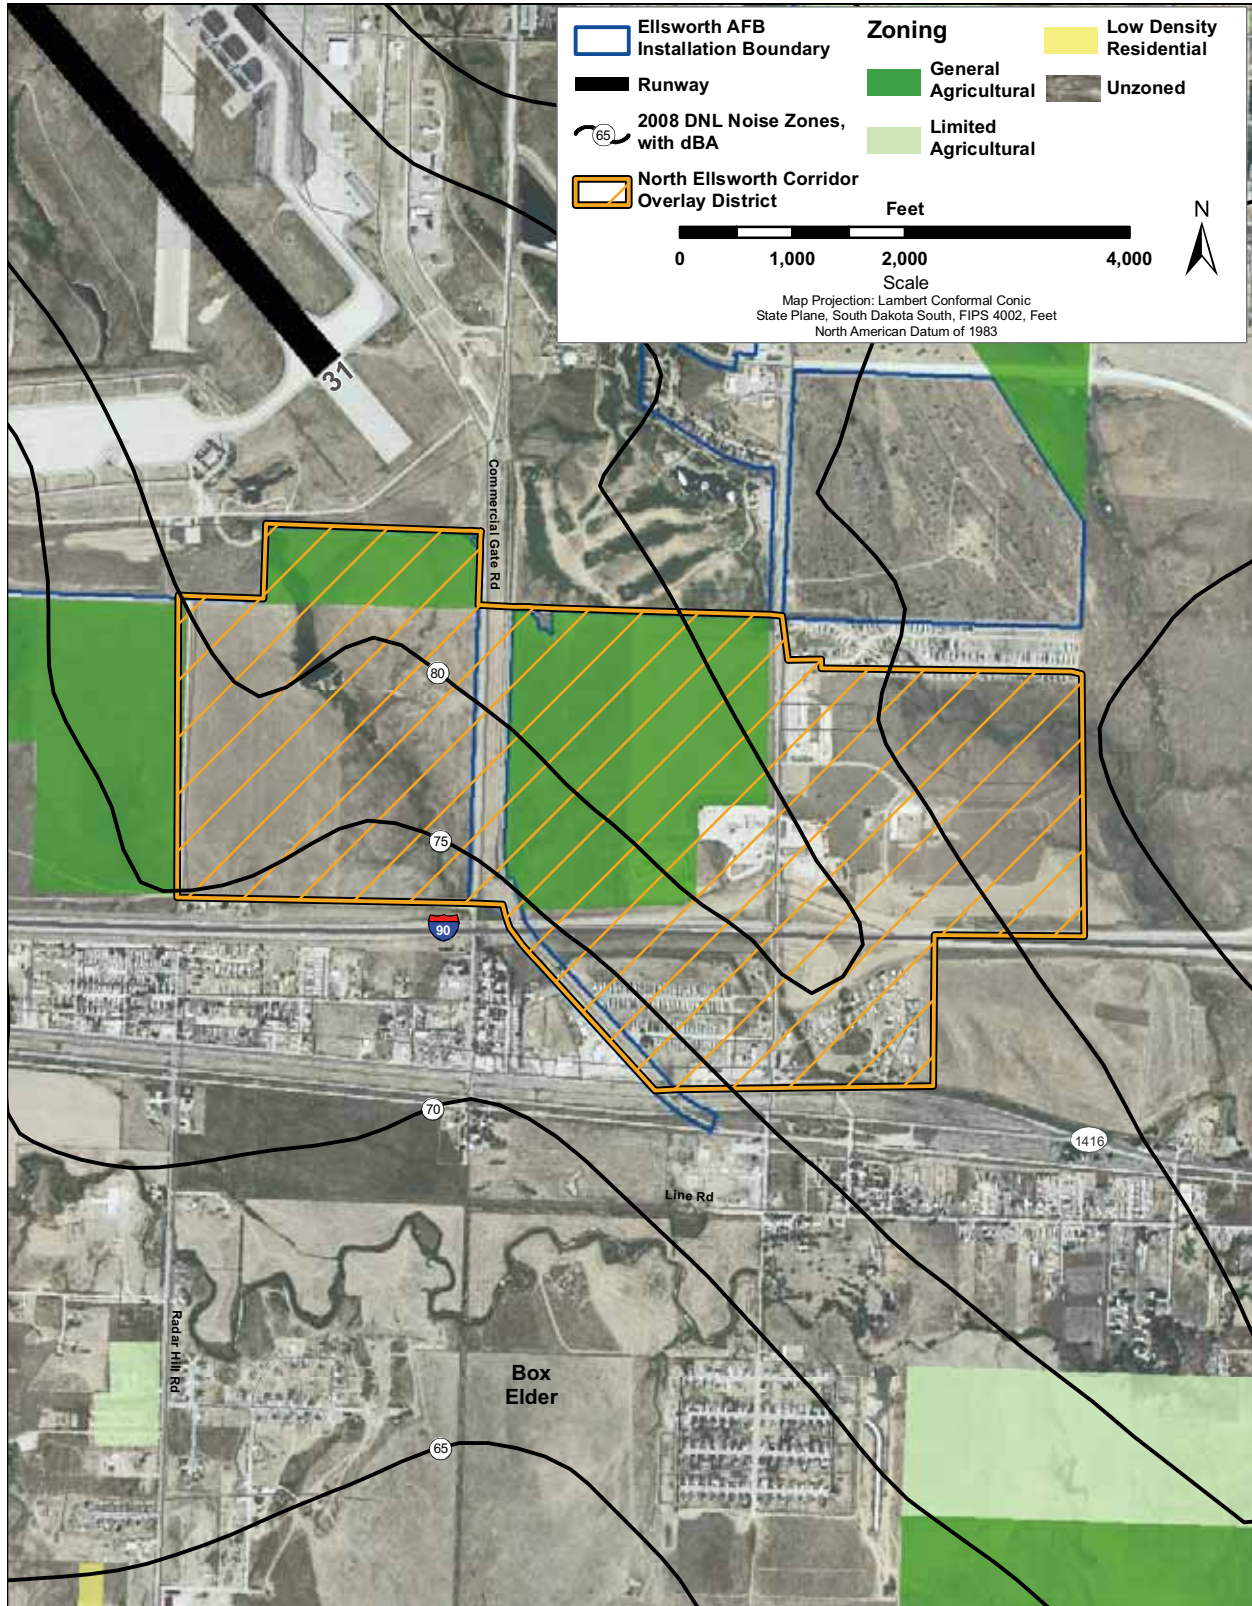 Ellsworth AFB
Installation Boundary
Runway
65
2008 DNL Noise Zones,
with dBA
North Ellsworth Corridor
Overlay District
Zoning
General
Agricultural
Limited
Agricultural
Low Density
Residential
Unzoned
Feet
0 1,000 2,000 4,000
Scale
N
Map Projection: Lambert Conformal Conic
State Plane, South Dakota South, FIPS 4002, Feet
North American Datum of 1983
31
Commercial Gate Rd
80
75
90
70
1416
Line Rd
Radar Hill Rd
Box
Elder
65